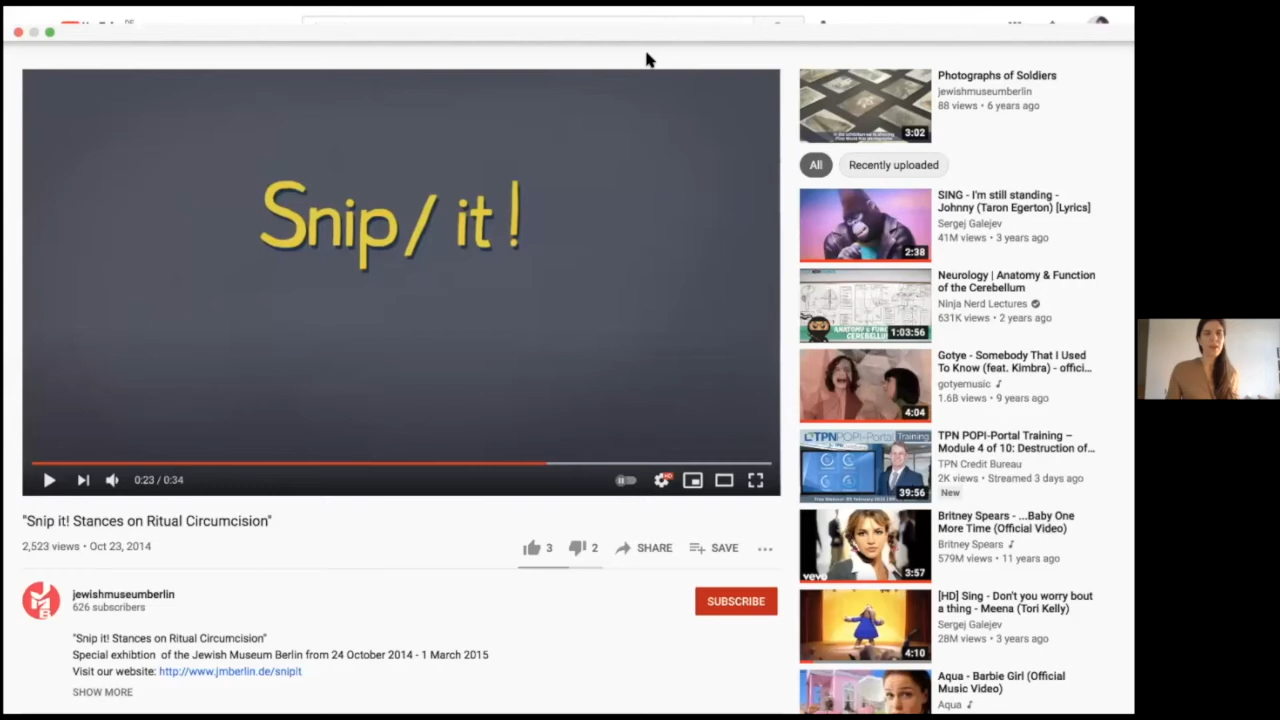 Snip/it!
0:23 / 0:34
"Snip it! Stances on Ritual Circumcision"
2,523 views • Oct 23, 2014
3
2
SHARE
SAVE
jewishmuseumberlin
626 subscribers
SUBSCRIBE
"Snip it! Stances on Ritual Circumcision"
Special exhibtion of the Jewish Museum Berlin from 24 October 2014 - 1 March 2015
Visit our website: http://www.jmberlin.de/snipit
SHOW MORE
3:02
Photographs of Soldiers
jewishmuseumberlin
88 views • 6 years ago
All
Recently uploaded
2:38
SING - I'm still standing -
Johnny (Taron Egerton) [Lyrics]
Sergej Galejev
41M views • 3 years ago
1:03:56
Neurology | Anatomy & Function
of the Cerebellum
Ninja Nerd Lectures
631K views • 2 years ago
4:04
Gotye - Somebody That I Used
To Know (feat. Kimbra) - offici...
gotyemusic
1.6B views • 9 years ago
TPN POPI-Portal Training
39:56
TPN POPI-Portal Training –
Module 4 of 10: Destruction of...
TPN Credit Bureau
2K views • Streamed 3 days ago
New
vevo
3:57
Britney Spears - ...Baby One
More Time (Official Video)
Britney Spears
579M views • 11 years ago
4:10
[HD] Sing - Don't you worry bout
a thing - Meena (Tori Kelly)
Sergej Galejev
28M views • 3 years ago
Aqua - Barbie Girl (Official
Music Video)
Aqua